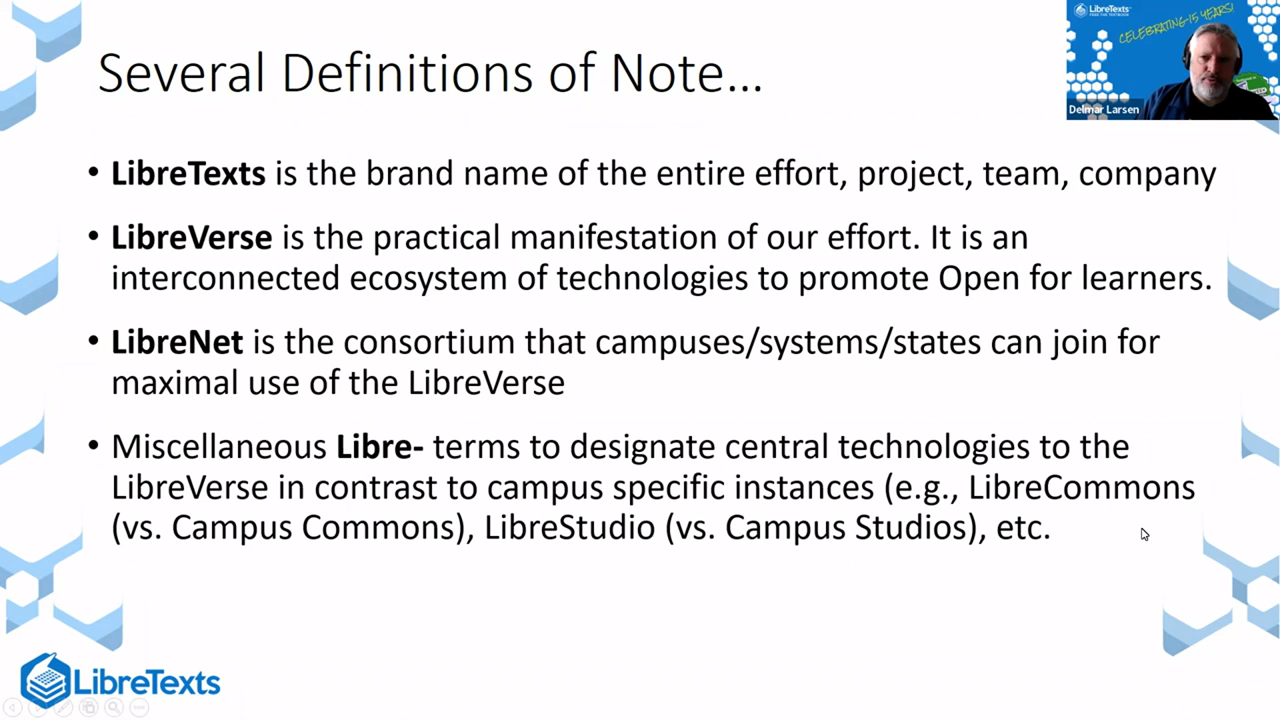 Several Definitions of Note...
LibreTexts
CELEBRATING 15 YEARS!
Delmar Larsen
• LibreTexts is the brand name of the entire effort, project, team, company
• LibreVerse is the practical manifestation of our effort. It is an
interconnected ecosystem of technologies to promote Open for learners.
• LibreNet is the consortium that campuses/systems/states can join for
maximal use of the LibreVerse
• Miscellaneous Libre- terms to designate central technologies to the
LibreVerse in contrast to campus specific instances (e.g., LibreCommons
(vs. Campus Commons), LibreStudio (vs. Campus Studios), etc.
LibreTexts